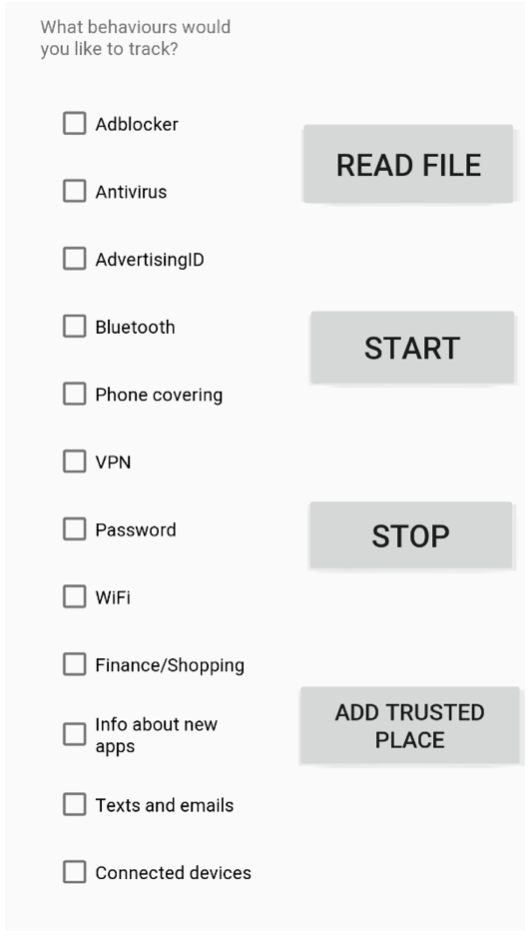 What behaviours would
you like to track?
Adblocker
READ FILE
Antivirus
AdvertisingID
Bluetooth
START
Phone covering
VPN
Password
STOP
WiFi
Finance/Shopping
Info about new
apps
ADD TRUSTED
PLACE
Texts and emails
Connected devices